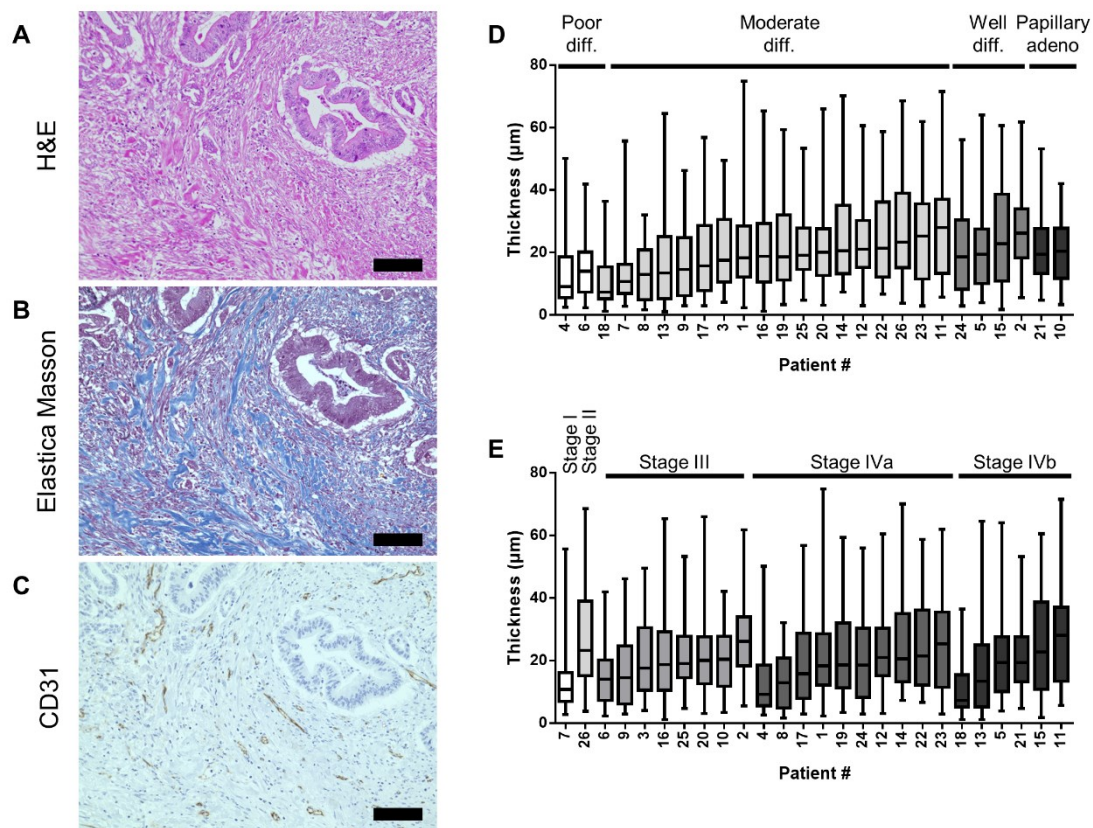 A
H&E
B
Elastica Masson
C
CD31
D
Poor diff.
Moderate diff.
Well diff.
Papillary adeno
Thickness (µm)
80
60
40
20
0
4 6 18 7 8 13 9 17 3 1 16 19 25 20 14 12 22 26 23 11 24 5 15 2 21 10
Patient #
E
Stage I
Stage II
Stage III
Stage IVa
Stage IVb
Thickness (µm)
80
60
40
20
0
7 26 6 9 3 16 25 20 10 2 4 8 17 1 19 24 12 14 22 23 18 13 5 21 15 11
Patient #